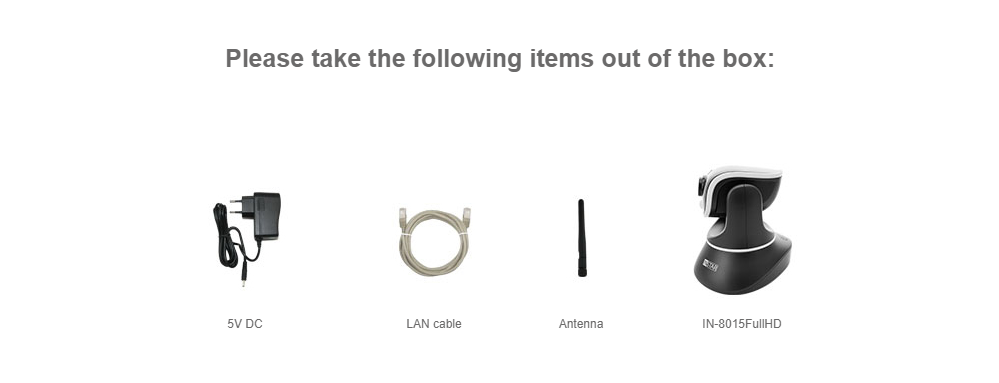 Please take the following items out of the box:
5V DC
LAN cable
Antenna
IN-8015FullHD